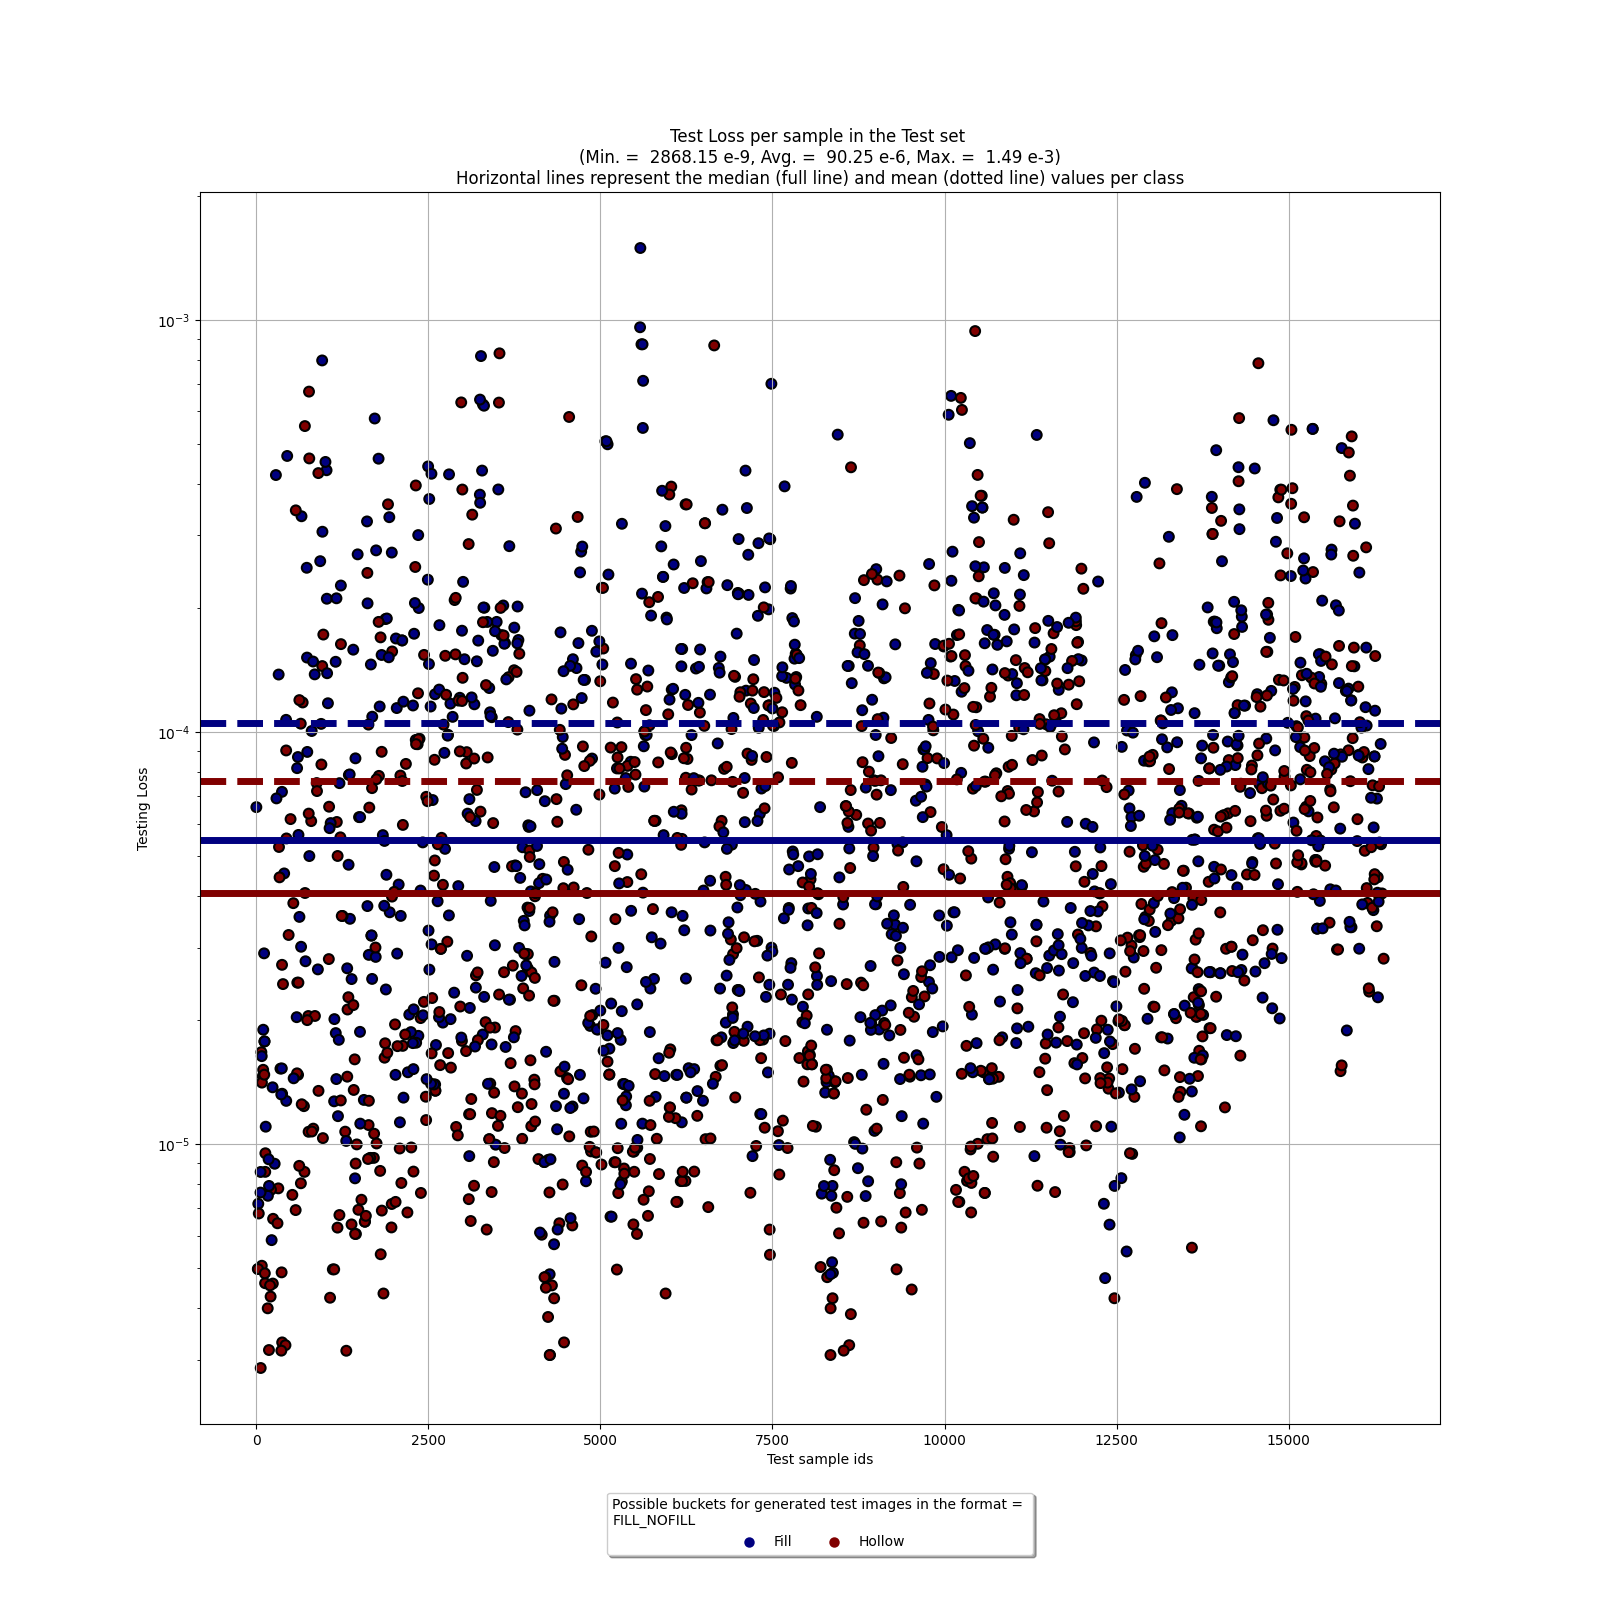 Test Loss per sample in the Test set
(Min. = 2868.15 e-9, Avg. = 90.25 e-6, Max. = 1.49 e-3)
Horizontal lines represent the median (full line) and mean (dotted line) values per class
10⁻³
10⁻⁴
10⁻⁵
Testing Loss
0 2500 5000 7500 10000 12500 15000
Test sample ids
Possible buckets for generated test images in the format =
FILL_NOFILL
Fill Hollow